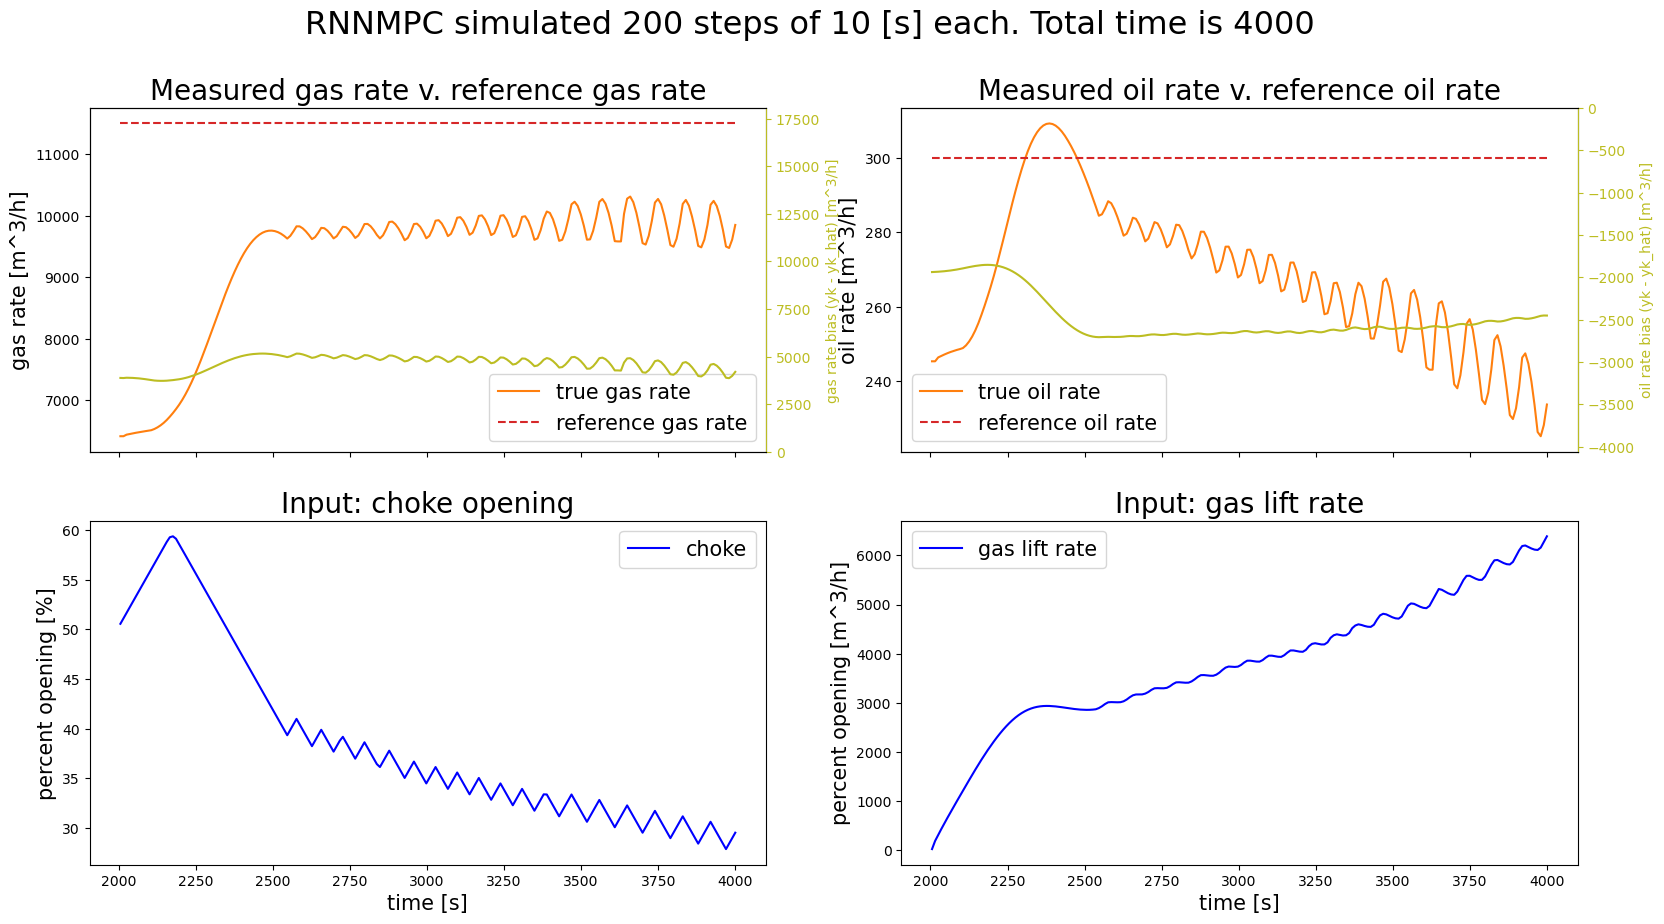 RNNMPC simulated 200 steps of 10 [s] each. Total time is 4000
Measured gas rate v. reference gas rate
gas rate [m^3/h]
11000
10000
9000
8000
7000
17500
15000
12500
10000
7500
5000
2500
0
gas rate bias (yk - yk_hat) [m^3/h]
true gas rate
reference gas rate
Measured oil rate v. reference oil rate
oil rate [m^3/h]
300
280
260
240
0
−500
−1000
−1500
−2000
−2500
−3000
−3500
−4000
oil rate bias (yk - yk_hat) [m^3/h]
true oil rate
reference oil rate
Input: choke opening
percent opening [%]
60
55
50
45
40
35
30
choke
2000 2250 2500 2750 3000 3250 3500 3750 4000
time [s]
Input: gas lift rate
percent opening [m^3/h]
6000
5000
4000
3000
2000
1000
0
gas lift rate
2000 2250 2500 2750 3000 3250 3500 3750 4000
time [s]